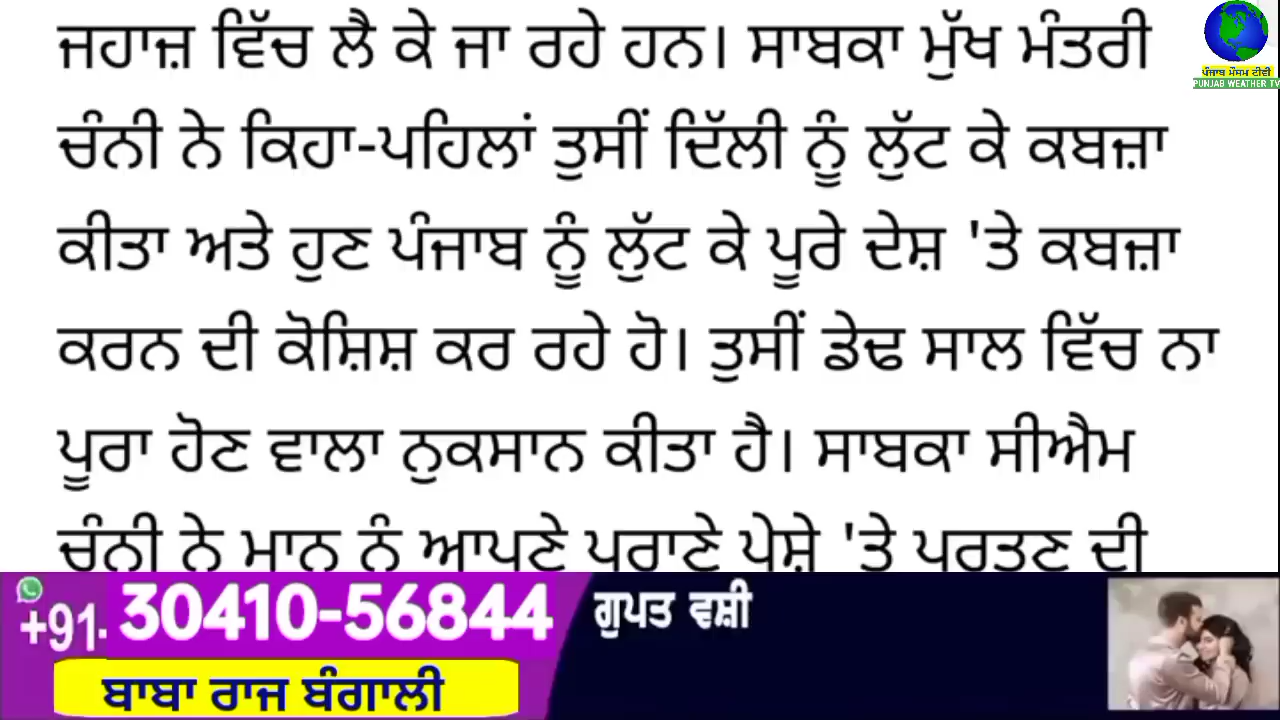 ਜਹਾਜ਼ ਵਿੱਚ ਲੈ ਕੇ ਜਾ ਰਹੇ ਹਨ। ਸਾਬਕਾ ਮੁੱਖ ਮੰਤਰੀ
ਚੰਨੀ ਨੇ ਕਿਹਾ-ਪਹਿਲਾਂ ਤੁਸੀਂ ਦਿੱਲੀ ਨੂੰ ਲੁੱਟ ਕੇ ਕਬਜ਼ਾ
ਕੀਤਾ ਅਤੇ ਹੁਣ ਪੰਜਾਬ ਨੂੰ ਲੁੱਟ ਕੇ ਪੂਰੇ ਦੇਸ਼ 'ਤੇ ਕਬਜ਼ਾ
ਕਰਨ ਦੀ ਕੋਸ਼ਿਸ਼ ਕਰ ਰਹੇ ਹੋ। ਤੁਸੀਂ ਡੇਢ ਸਾਲ ਵਿੱਚ ਨਾ
ਪੂਰਾ ਹੋਣ ਵਾਲਾ ਨੁਕਸਾਨ ਕੀਤਾ ਹੈ। ਸਾਬਕਾ ਸੀਐਮ
ਚੰਨੀ ਨੇ ਮਾਨ ਨੂੰ ਆਪਣੇ ਪੁਰਾਣੇ ਪੇਸ਼ੇ 'ਤੇ ਪਰਤਣ ਦੀ
ਪੰਜਾਬ ਮੌਸਮ ਟੀਵੀ
PUNJAB WEATHER TV
+91- 30410-56844
ਗੁਪਤ ਵਸ਼ੀ
ਬਾਬਾ ਰਾਜ ਬੰਗਾਲੀ